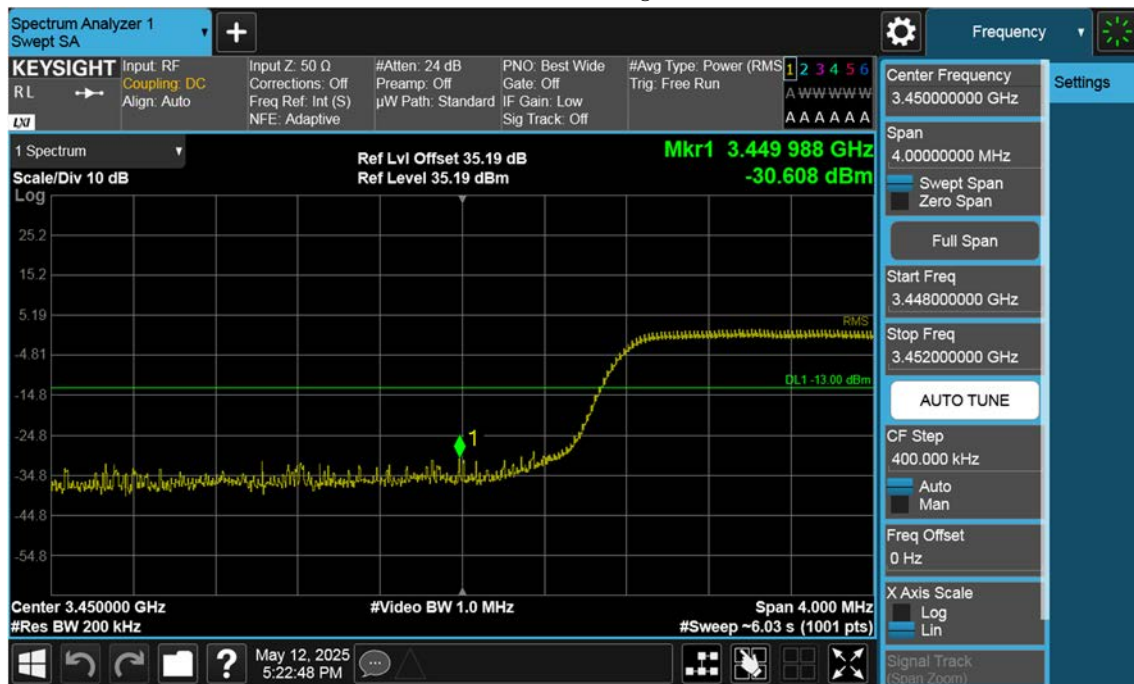 Spectrum Analyzer 1
Swept SA
Frequency
KEYSIGHT
R L
LXI
Input: RF
Coupling: DC
Align: Auto
Input Z: 50 Ω
Corrections: Off
Freq Ref: Int (S)
NFE: Adaptive
#Atten: 24 dB
Preamp: Off
µW Path: Standard
PNO: Best Wide
Gate: Off
IF Gain: Low
Sig Track: Off
#Avg Type: Power (RMS
Trig: Free Run
1 2 3 4 5 6
A W W W W W
A A A A A A
1 Spectrum
Scale/Div 10 dB
Log
Ref Lvl Offset 35.19 dB
Ref Level 35.19 dBm
Mkr1 3.449 988 GHz
-30.608 dBm
25.2
15.2
5.19
-4.81
-14.8
-24.8
-34.8
-44.8
-54.8
RMS
DL1 -13.00 dBm
1
Center 3.450000 GHz
#Res BW 200 kHz
#Video BW 1.0 MHz
Span 4.000 MHz
#Sweep ~6.03 s (1001 pts)
May 12, 2025
5:22:48 PM
Center Frequency
3.450000000 GHz
Span
4.00000000 MHz
Swept Span
Zero Span
Full Span
Start Freq
3.448000000 GHz
Stop Freq
3.452000000 GHz
AUTO TUNE
CF Step
400.000 kHz
Auto
Man
Freq Offset
0 Hz
X Axis Scale
Log
Lin
Signal Track
(Span Zoom)
Settings